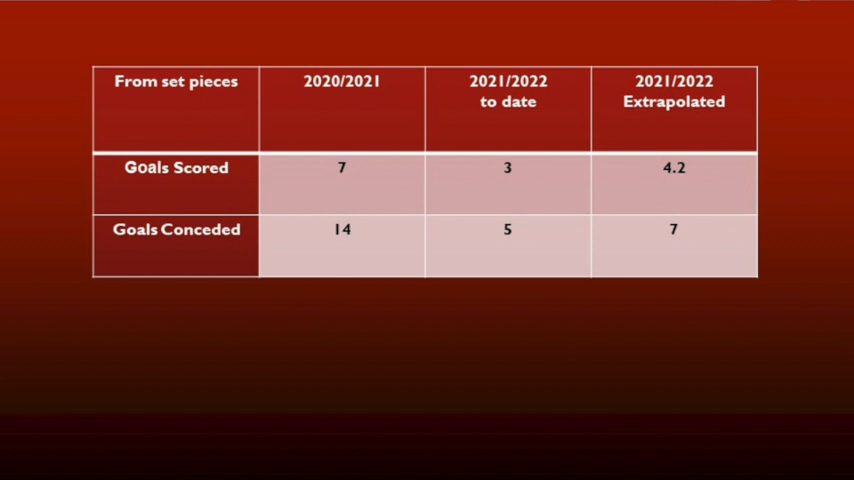 From set pieces 2020/2021 2021/2022 2021/2022
to date Extrapolated
Goals Scored 7 3 4.2
Goals Conceded 14 5 7